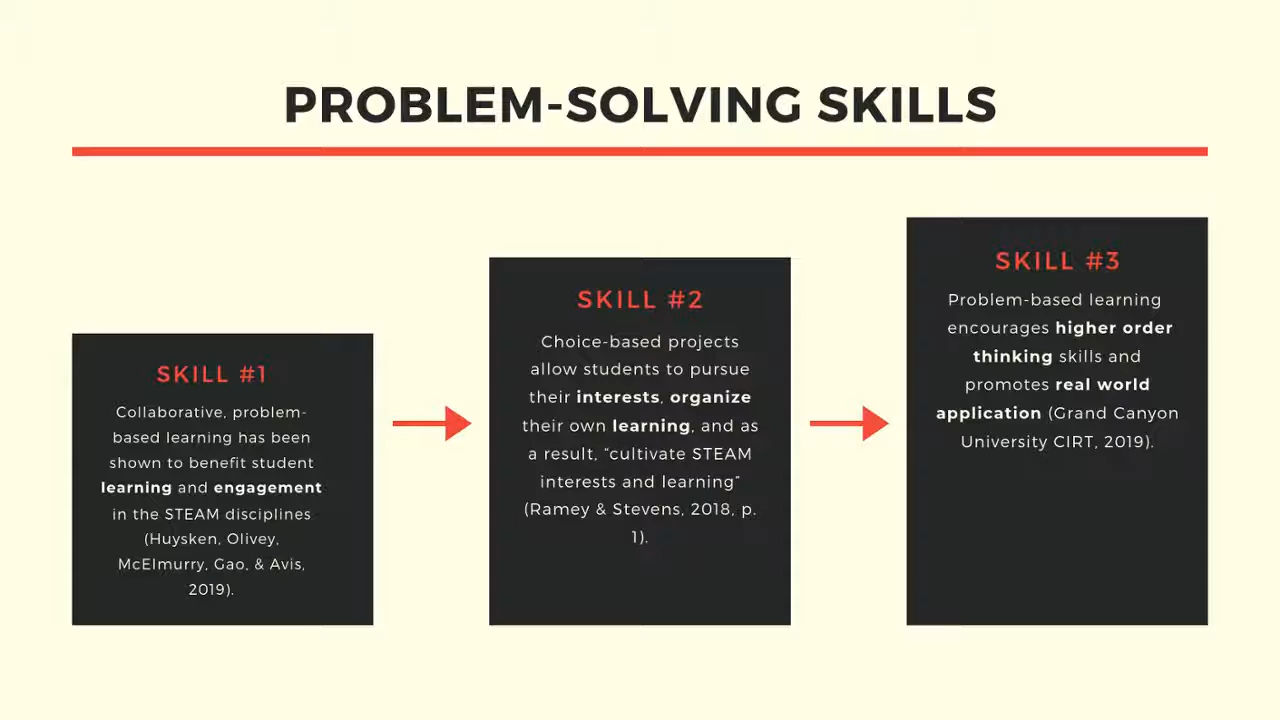 PROBLEM-SOLVING SKILLS
SKILL #1
Collaborative, problem-
based learning has been
shown to benefit student
learning and engagement
in the STEAM disciplines
(Huysken, Olivey,
McElmurry, Gao, & Avis,
2019).
SKILL #2
Choice-based projects
allow students to pursue
their interests, organize
their own learning, and as
a result, “cultivate STEAM
interests and learning”
(Ramey & Stevens, 2018, p.
1).
SKILL #3
Problem-based learning
encourages higher order
thinking skills and
promotes real world
application (Grand Canyon
University CIRT, 2019).